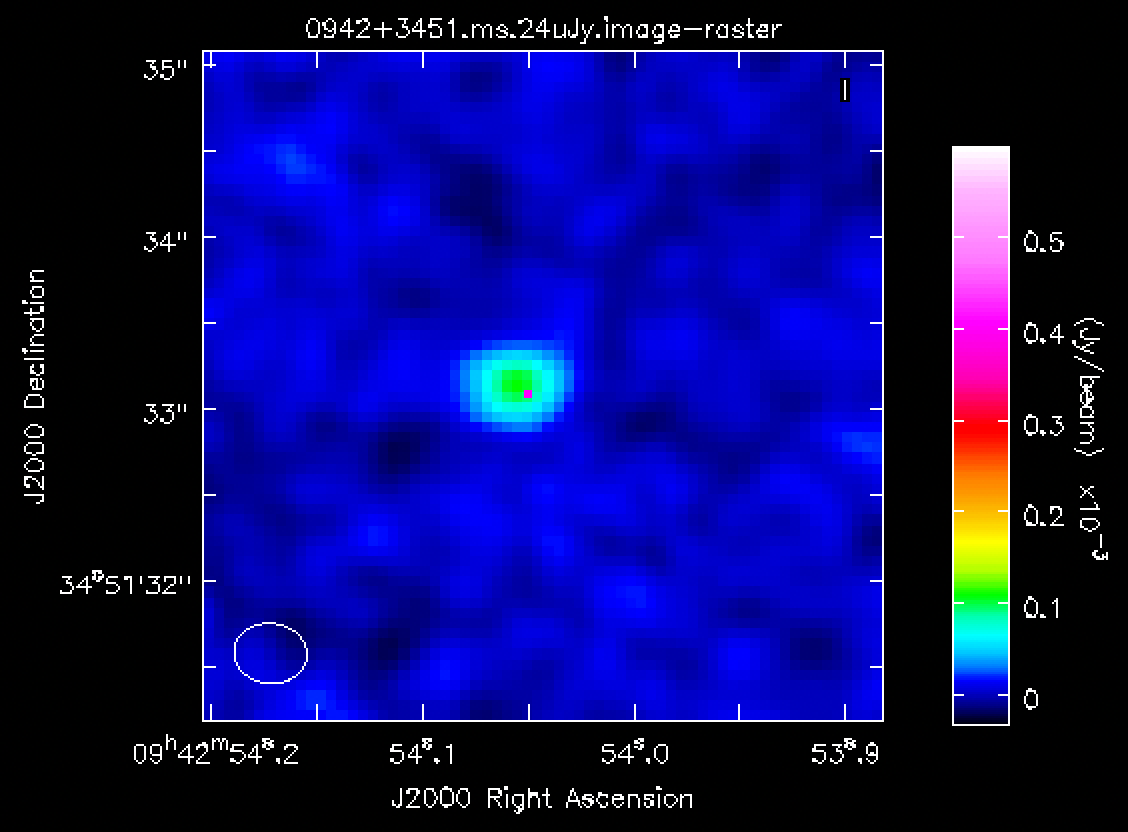 0942+3451.ms.24uJy.image-raster
35"
34"
33"
34°51'32"
J2000 Declination
I
09ʰ42ᵐ54ˢ.2
54ˢ.1
54ˢ.0
53ˢ.9
J2000 Right Ascension
0.5
0.4
0.3
0.2
0.1
0
(Jy/beam) x10⁻³